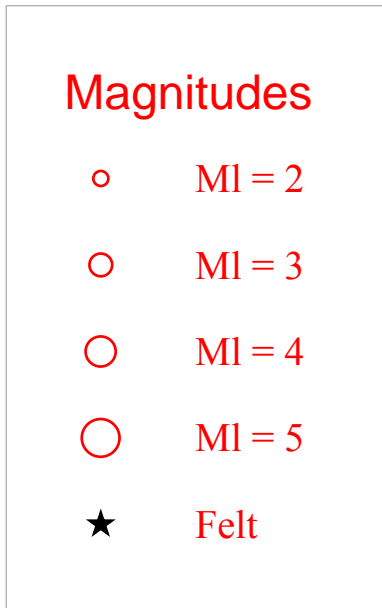 Magnitudes
Ml = 2
Ml = 3
Ml = 4
Ml = 5
Felt